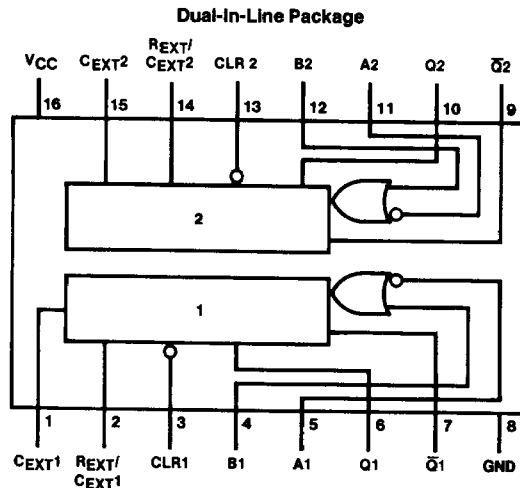 Dual-In-Line Package
VCC CEXT2 REXT/ CEXT2 CLR 2 B2 A2 Q2 Q̅2
16 15 14 13 12 11 10 9
2
1
1 2 3 4 5 6 7 8
CEXT1 REXT/ CEXT1 CLR1 B1 A1 Q1 Q̅1 GND